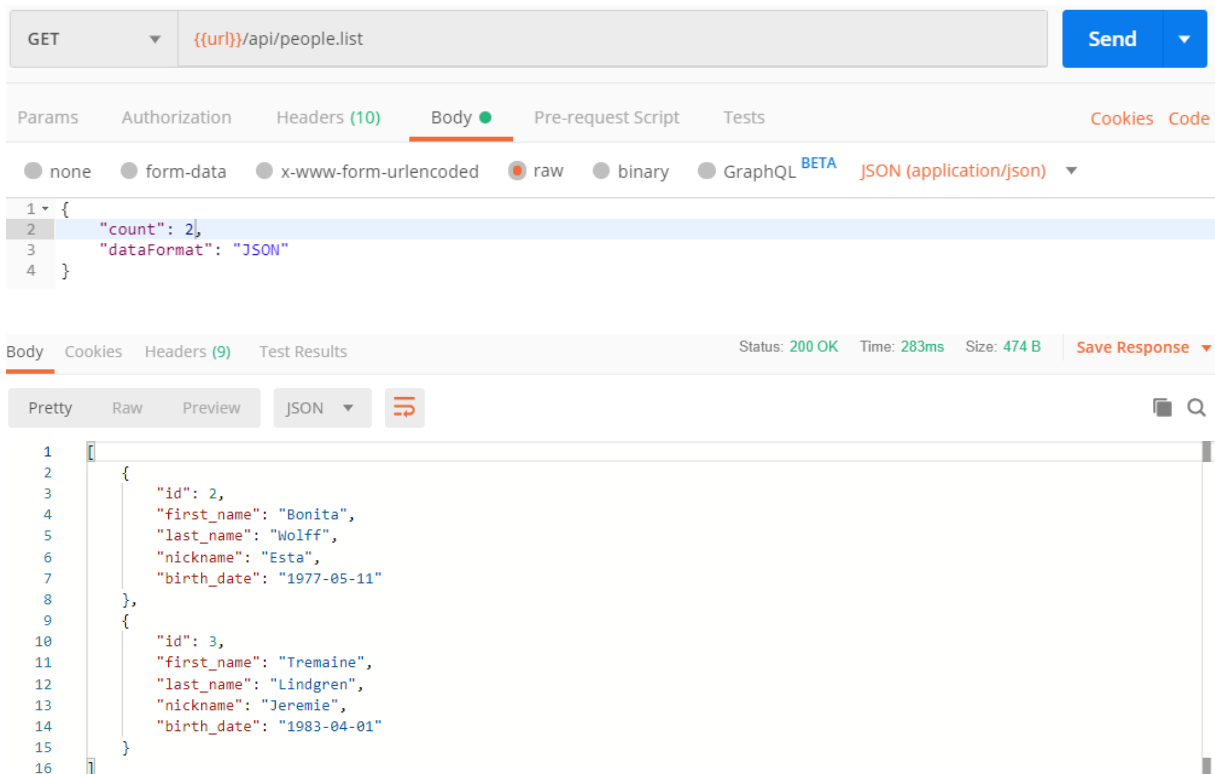 GET {{url}}/api/people.list Send
Params Authorization Headers (10) Body Pre-request Script Tests Cookies Code
none form-data x-www-form-urlencoded raw binary GraphQL BETA JSON (application/json)
1 {
2 "count": 2,
3 "dataFormat": "JSON"
4 }
Body Cookies Headers (9) Test Results Status: 200 OK Time: 283ms Size: 474 B Save Response
Pretty Raw Preview JSON
1 [
2 {
3 "id": 2,
4 "first_name": "Bonita",
5 "last_name": "Wolff",
6 "nickname": "Esta",
7 "birth_date": "1977-05-11"
8 },
9 {
10 "id": 3,
11 "first_name": "Tremaine",
12 "last_name": "Lindgren",
13 "nickname": "Jeremie",
14 "birth_date": "1983-04-01"
15 }
16 ]